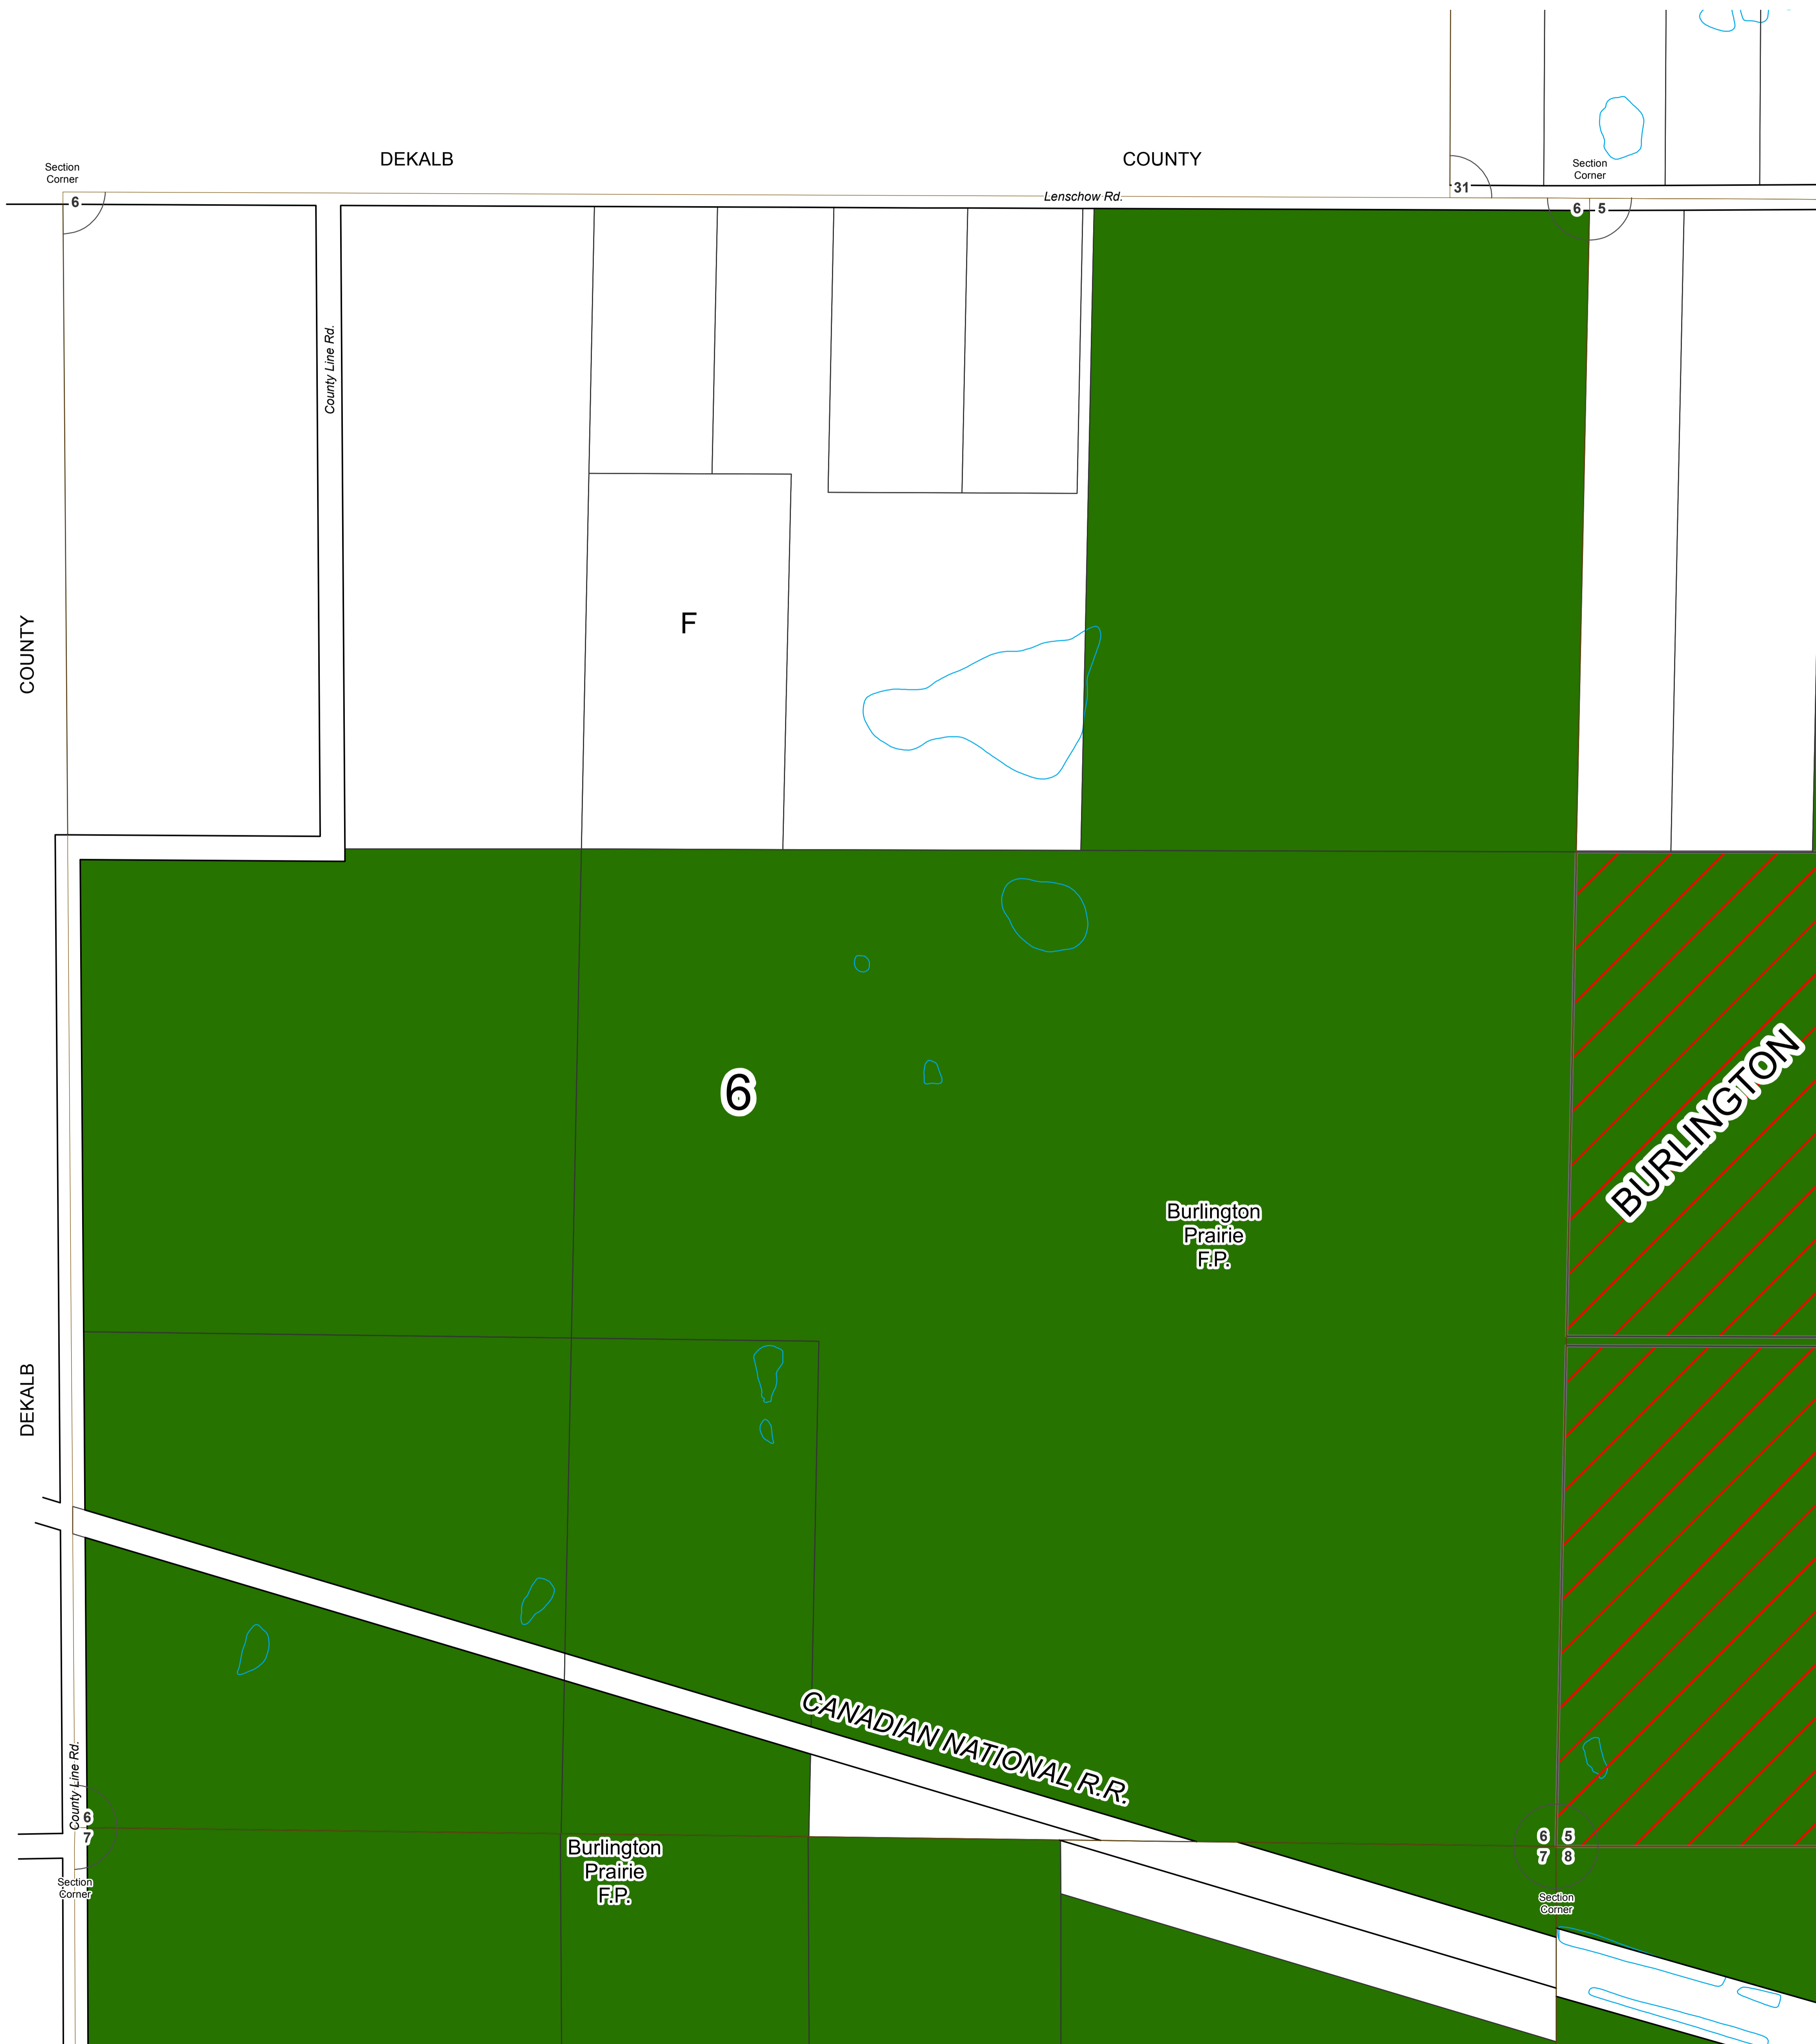 DEKALB
COUNTY
Section
Corner
Section
Corner
31
Lenschow Rd.
6
6
5
County Line Rd.
F
COUNTY
6
BURLINGTON
Burlington
Prairie
F.P.
DEKALB
CANADIAN NATIONAL R.R.
County Line Rd.
6
7
6
5
7
8
Burlington
Prairie
F.P.
Section
Corner
Section
Corner